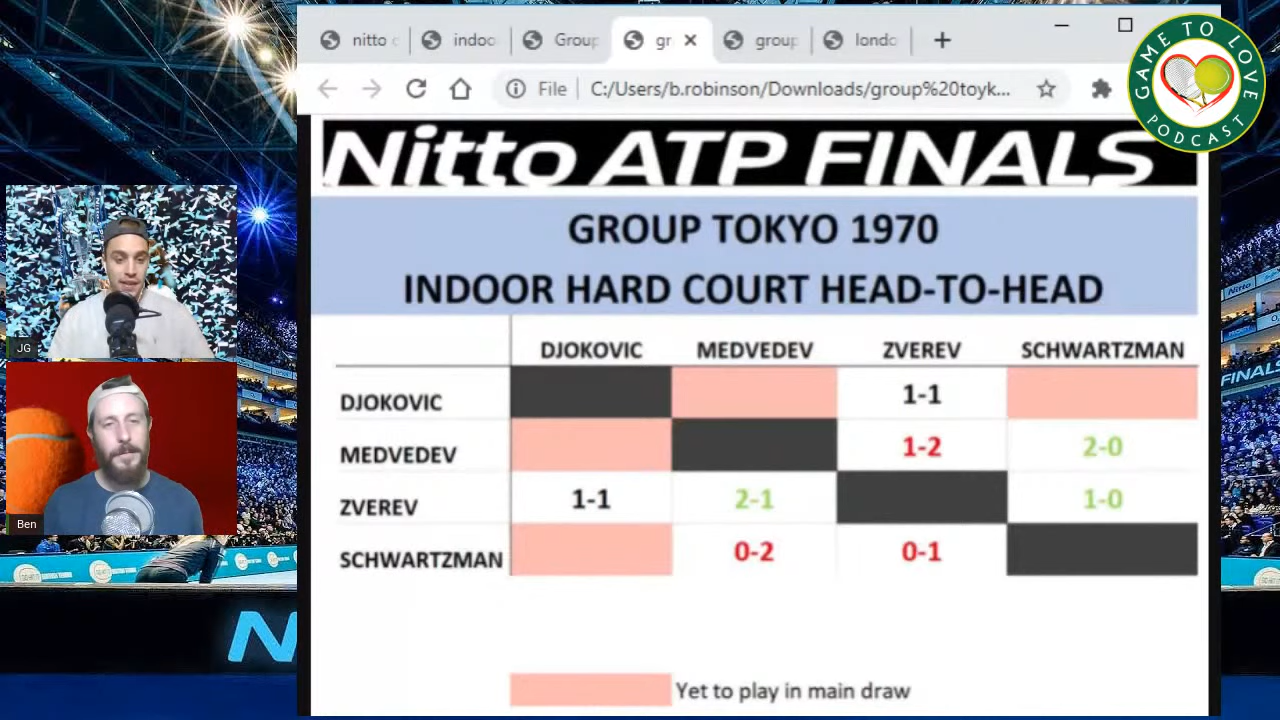 nitto
indoo
Group
gr
group
londo
File
C:/Users/b.robinson/Downloads/group%20toyk...
GAME TO LOVE
PODCAST
Nitto ATP FINALS
GROUP TOKYO 1970
INDOOR HARD COURT HEAD-TO-HEAD
DJOKOVIC MEDVEDEV ZVEREV SCHWARTZMAN
DJOKOVIC 1-1
MEDVEDEV 1-2 2-0
ZVEREV 1-1 2-1 1-0
SCHWARTZMAN 0-2 0-1
Yet to play in main draw
JG
Ben
Nitto
FINALS
N